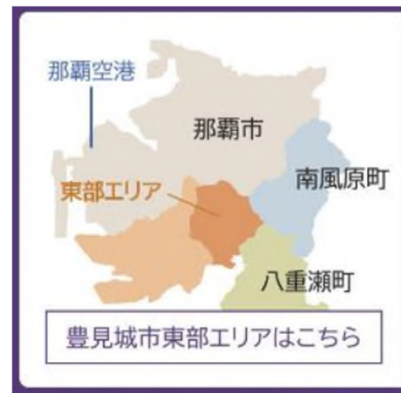 那覇空港
那覇市
南風原町
東部エリア
八重瀬町
豊見城市東部エリアはこちら